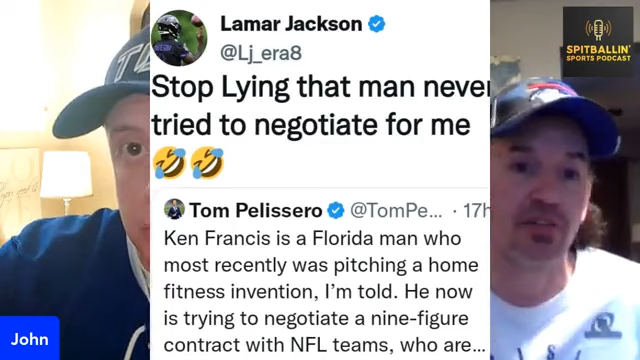 Lamar Jackson
@Lj_era8
Stop Lying that man never
tried to negotiate for me
🤣🤣
Tom Pelissero @TomPe... · 17h
Ken Francis is a Florida man who
most recently was pitching a home
fitness invention, I'm told. He now
is trying to negotiate a nine-figure
contract with NFL teams, who are...
SPITBALLIN'
SPORTS PODCAST
John